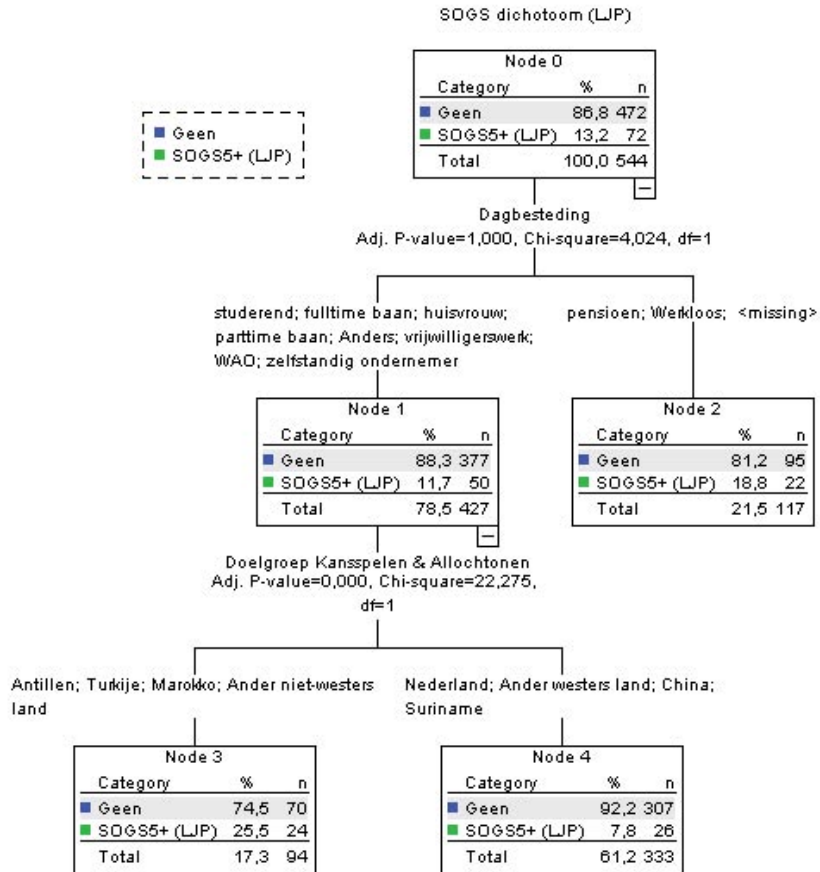 SOGS dichotoom (LJP)
Node 0
Category % n
Geen 86,8 472
SOGS5+ (LJP) 13,2 72
Total 100,0 544
Geen
SOGS5+ (LJP)
Dagbesteding
Adj. P-value=1,000, Chi-square=4,024, df=1
studerend; fulltime baan; huisvrouw;
parttime baan; Anders; vrijwilligerswerk;
WAO; zelfstandig ondernemer
pensioen; Werkloos; <missing>
Node 1
Category % n
Geen 88,3 377
SOGS5+ (LJP) 11,7 50
Total 78,5 427
Node 2
Category % n
Geen 81,2 95
SOGS5+ (LJP) 18,8 22
Total 21,5 117
Doelgroep Kansspelen & Allochtonen
Adj. P-value=0,000, Chi-square=22,275,
df=1
Antillen; Turkije; Marokko; Ander niet-westers
land
Nederland; Ander westers land; China;
Suriname
Node 3
Category % n
Geen 74,5 70
SOGS5+ (LJP) 25,5 24
Total 17,3 94
Node 4
Category % n
Geen 92,2 307
SOGS5+ (LJP) 7,8 26
Total 61,2 333